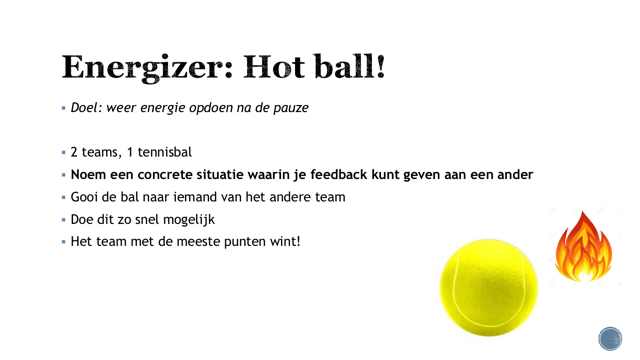 Energizer: Hot ball!
▪ Doel: weer energie opdoen na de pauze
▪ 2 teams, 1 tennisbal
▪ Noem een concrete situatie waarin je feedback kunt geven aan een ander
▪ Gooi de bal naar iemand van het andere team
▪ Doe dit zo snel mogelijk
▪ Het team met de meeste punten wint!